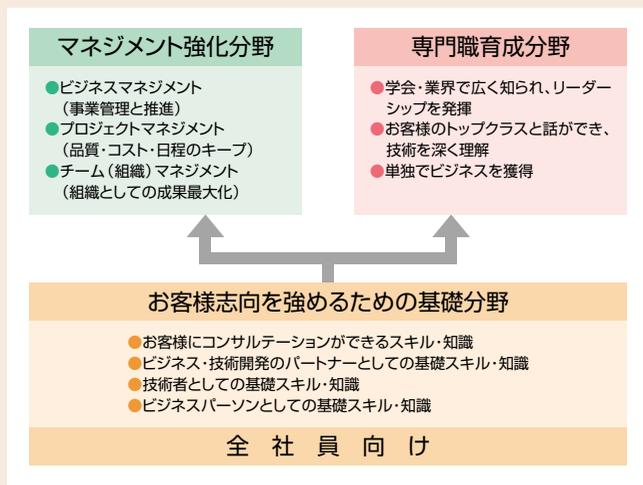 マネジメント強化分野
●ビジネスマネジメント
（事業管理と推進）
●プロジェクトマネジメント
（品質・コスト・日程のキープ）
●チーム（組織）マネジメント
（組織としての成果最大化）
専門職育成分野
●学会・業界で広く知られ、リーダー
シップを発揮
●お客様のトップクラスと話ができ、
技術を深く理解
●単独でビジネスを獲得
お客様志向を強めるための基礎分野
●お客様にコンサルテーションができるスキル・知識
●ビジネス・技術開発のパートナーとしての基礎スキル・知識
●技術者としての基礎スキル・知識
●ビジネスパーソンとしての基礎スキル・知識
全社員向け